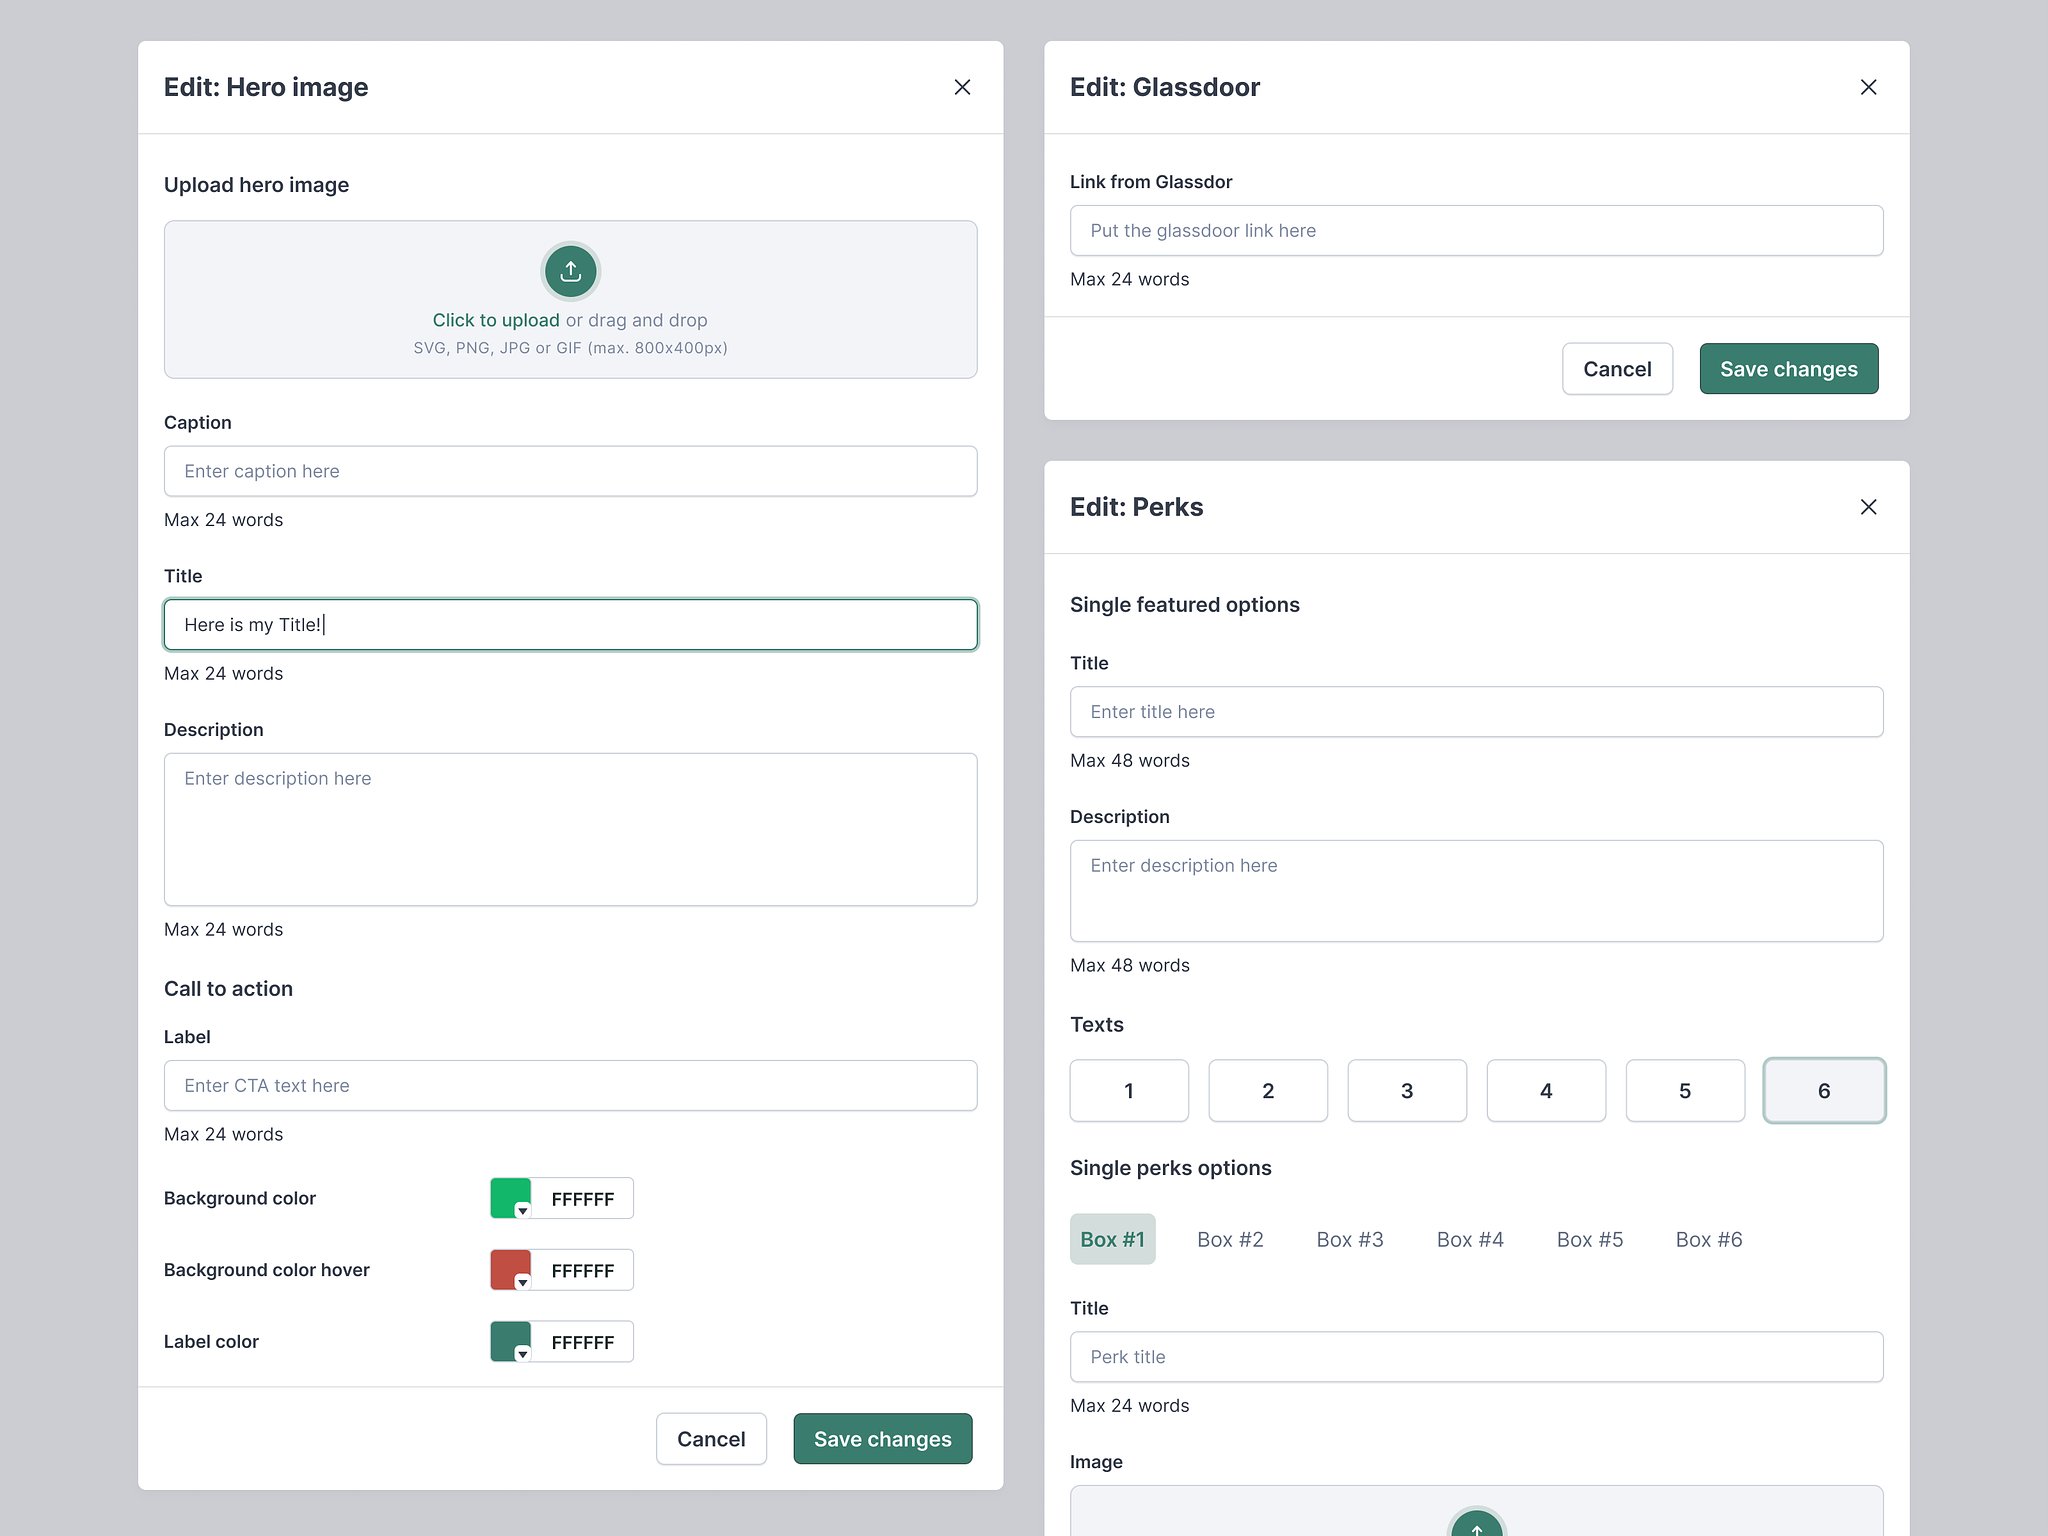 Edit: Hero image
Upload hero image
Click to upload or drag and drop
SVG, PNG, JPG or GIF (max. 800x400px)
Caption
Enter caption here
Max 24 words
Title
Here is my Title!
Max 24 words
Description
Enter description here
Max 24 words
Call to action
Label
Enter CTA text here
Max 24 words
Background color FFFFFF
Background color hover FFFFFF
Label color FFFFFF
Cancel Save changes
Edit: Glassdoor
Link from Glassdor
Put the glassdoor link here
Max 24 words
Cancel Save changes
Edit: Perks
Single featured options
Title
Enter title here
Max 48 words
Description
Enter description here
Max 48 words
Texts
1 2 3 4 5 6
Single perks options
Box #1 Box #2 Box #3 Box #4 Box #5 Box #6
Title
Perk title
Max 24 words
Image